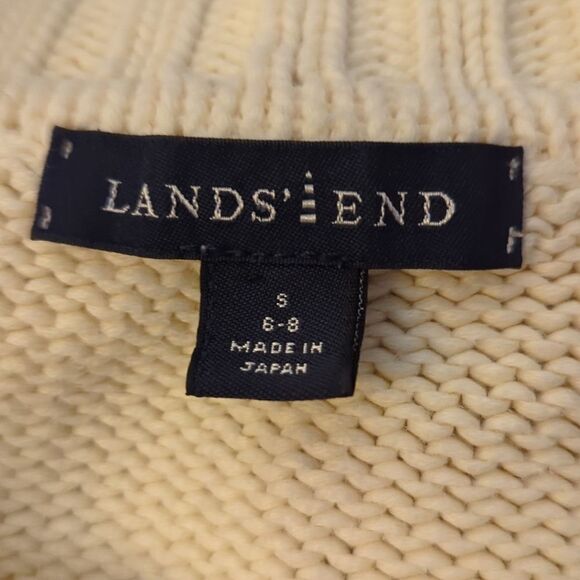 LANDS' END
S
6-8
MADE IN
JAPAN